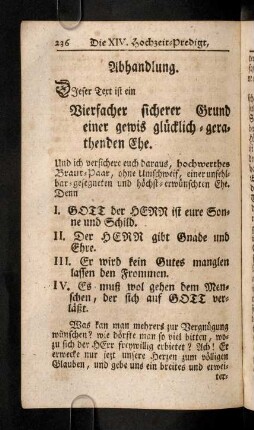 236 Die XIV. Hochzeit-Predigt,
Abhandlung.
Dieser Text ist ein
Vierfacher sicherer Grund
einer gewis glücklich-gera-
thenden Ehe.
Und ich versichere euch daraus, hochwerthes
Braut-Paar, ohne Umschweif, einer unfehl-
bar-gesegneten und höchst-erwünschten Ehe.
Denn
I. GOTT der HERR ist eure Son-
ne und Schild.
II. Der HERR gibt Gnade und
Ehre.
III. Er wird kein Gutes manglen
lassen den Frommen.
IV. Es muß wol gehen dem Men-
schen, der sich auf GOTT ver-
läßt.
Was kan man mehrers zur Vergnügung
wünschen? wie dörfte man so viel bitten, wo-
zu sich der HErr freywillig erbietet? Ach! Er
erwecke nur jezt unsere Herzen zum völligen
Glauben, und gebe uns ein breites und erwei-
ter-